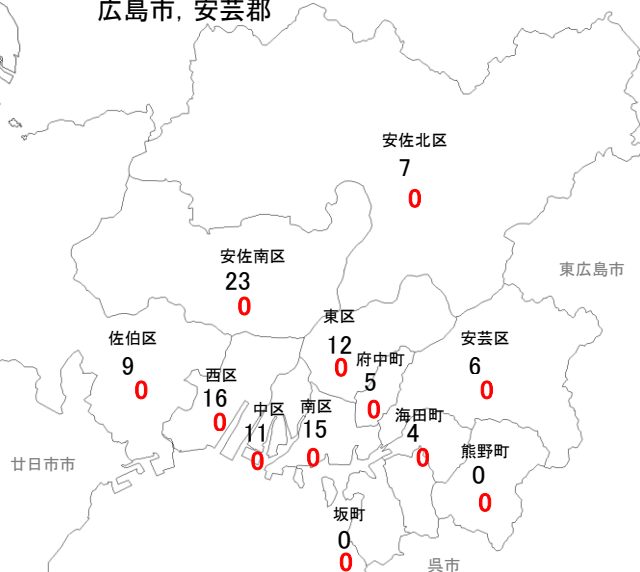 広島市, 安芸郡
安佐北区
7
0
安佐南区
23
0
東広島市
東区
12
0
佐伯区
9
0
安芸区
6
0
府中町
5
0
西区
16
0
中区
11
0
南区
15
0
海田町
4
0
熊野町
0
0
廿日市市
坂町
0
0
呉市